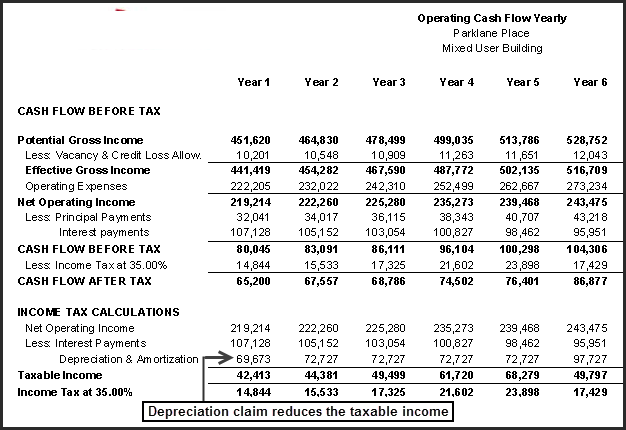 Operating Cash Flow Yearly
Parklane Place
Mixed User Building
Year 1 Year 2 Year 3 Year 4 Year 5 Year 6
CASH FLOW BEFORE TAX
Potential Gross Income 451,620 464,830 478,499 499,035 513,786 528,752
Less: Vacancy & Credit Loss Allow. 10,201 10,548 10,909 11,263 11,651 12,043
Effective Gross Income 441,419 454,282 467,590 487,772 502,135 516,709
Operating Expenses 222,205 232,022 242,310 252,499 262,667 273,234
Net Operating Income 219,214 222,260 225,280 235,273 239,468 243,475
Less: Principal Payments 32,041 34,017 36,115 38,343 40,707 43,218
Interest payments 107,128 105,152 103,054 100,827 98,462 95,951
CASH FLOW BEFORE TAX 80,045 83,091 86,111 96,104 100,298 104,306
Less: Income Tax at 35.00% 14,844 15,533 17,325 21,602 23,898 17,429
CASH FLOW AFTER TAX 65,200 67,557 68,786 74,502 76,401 86,877
INCOME TAX CALCULATIONS
Net Operating Income 219,214 222,260 225,280 235,273 239,468 243,475
Less: Interest Payments 107,128 105,152 103,054 100,827 98,462 95,951
Depreciation & Amortization 69,673 72,727 72,727 72,727 72,727 97,727
Taxable Income 42,413 44,381 49,499 61,720 68,279 49,797
Income Tax at 35.00% 14,844 15,533 17,325 21,602 23,898 17,429
Depreciation claim reduces the taxable income